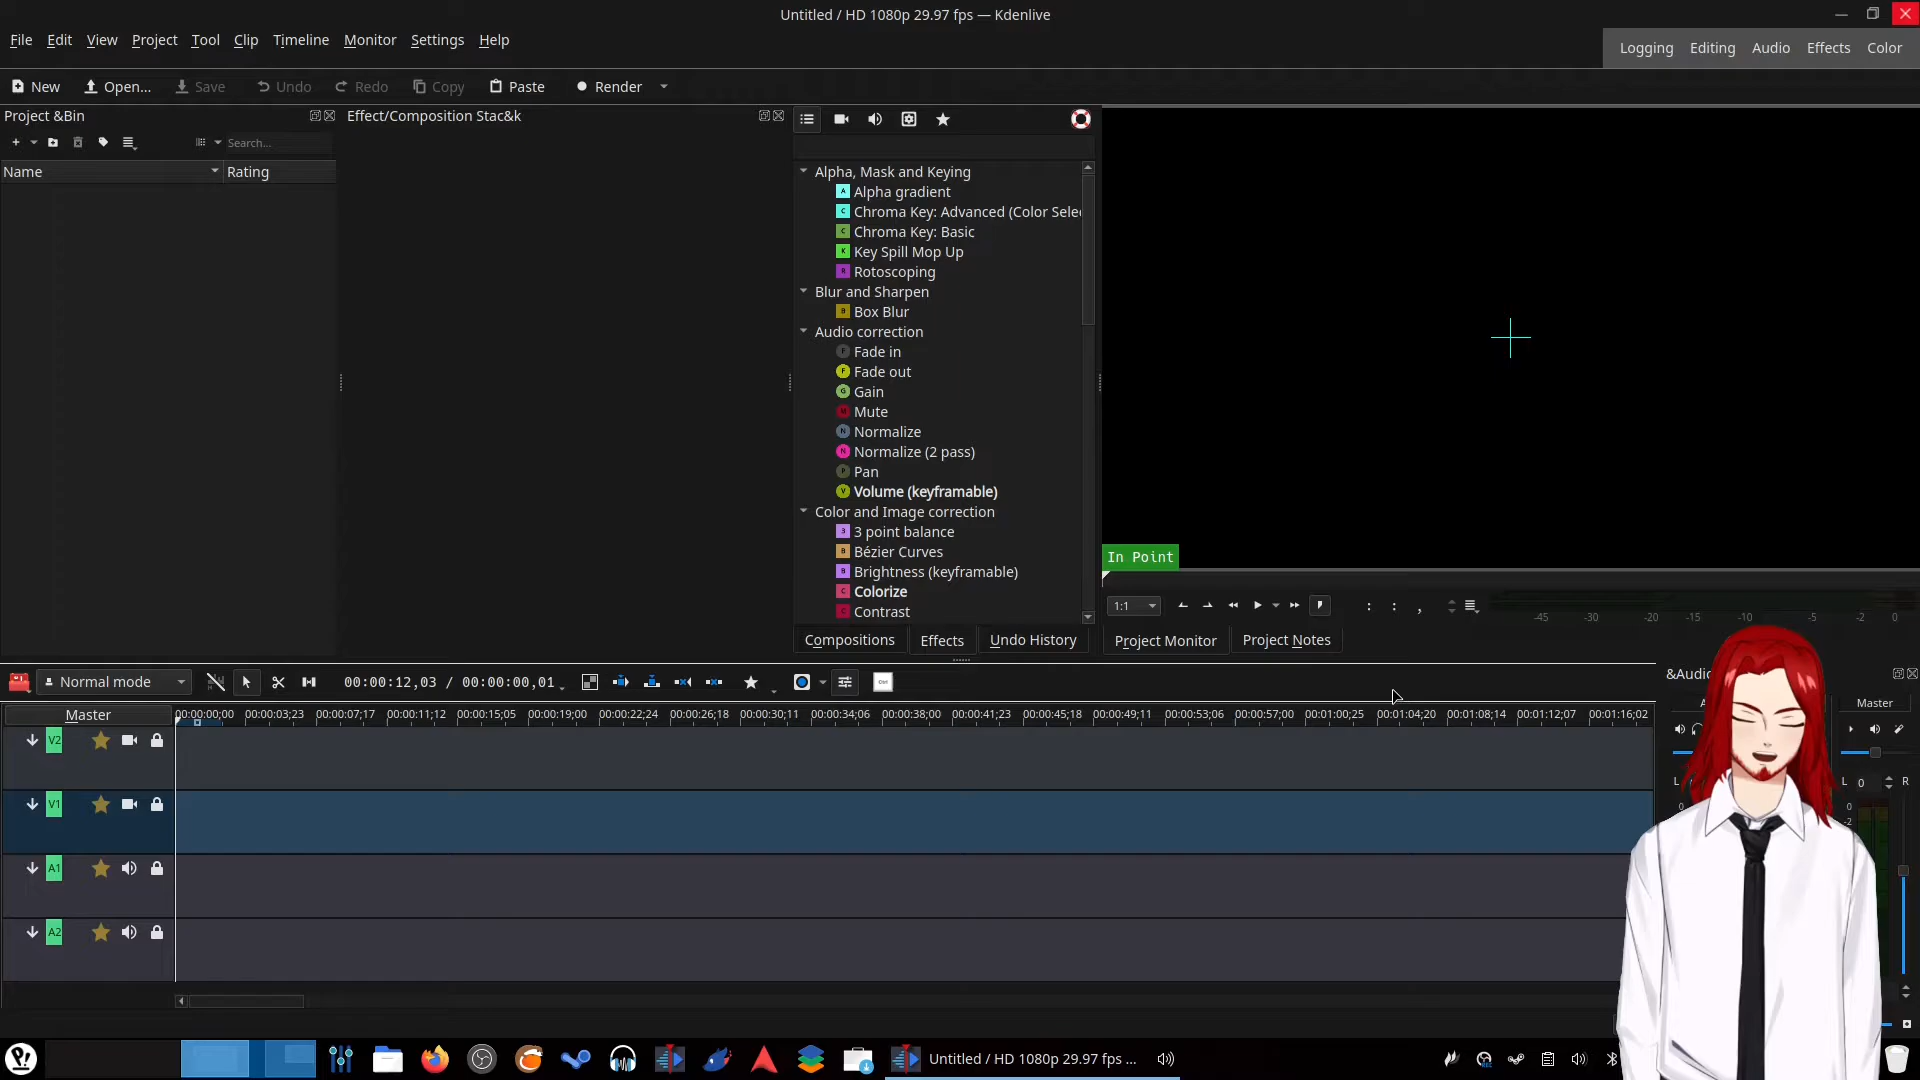 Untitled / HD 1080p 29.97 fps — Kdenlive
File Edit View Project Tool Clip Timeline Monitor Settings Help
Logging Editing Audio Effects Color
New Open... Save Undo Redo Copy Paste Render
Project &Bin
Effect/Composition Stac&k
Search...
Name Rating
Alpha, Mask and Keying
Alpha gradient
Chroma Key: Advanced (Color Sele
Chroma Key: Basic
Key Spill Mop Up
Rotoscoping
Blur and Sharpen
Box Blur
Audio correction
Fade in
Fade out
Gain
Mute
Normalize
Normalize (2 pass)
Pan
Volume (keyframable)
Color and Image correction
3 point balance
Bézier Curves
Brightness (keyframable)
Colorize
Contrast
In Point
1:1
-45 -30 -20 -15 -10 -5 -2 0
Compositions Effects Undo History
Project Monitor Project Notes
Normal mode
00:00:12,03 / 00:00:00,01
&Audio
Master
Master
00:00:00;00 00:00:03;23 00:00:07;17 00:00:11;12 00:00:15;05 00:00:19;00 00:00:22;24 00:00:26;18 00:00:30;11 00:00:34;06 00:00:38;00 00:00:41;23 00:00:45;18 00:00:49;11 00:00:53;06 00:00:57;00 00:01:00;25 00:01:04;20 00:01:08;14 00:01:12;07 00:01:16;02
V2
V1
A1
A2
L 0 R
L
0
-2
Untitled / HD 1080p 29.97 fps ...